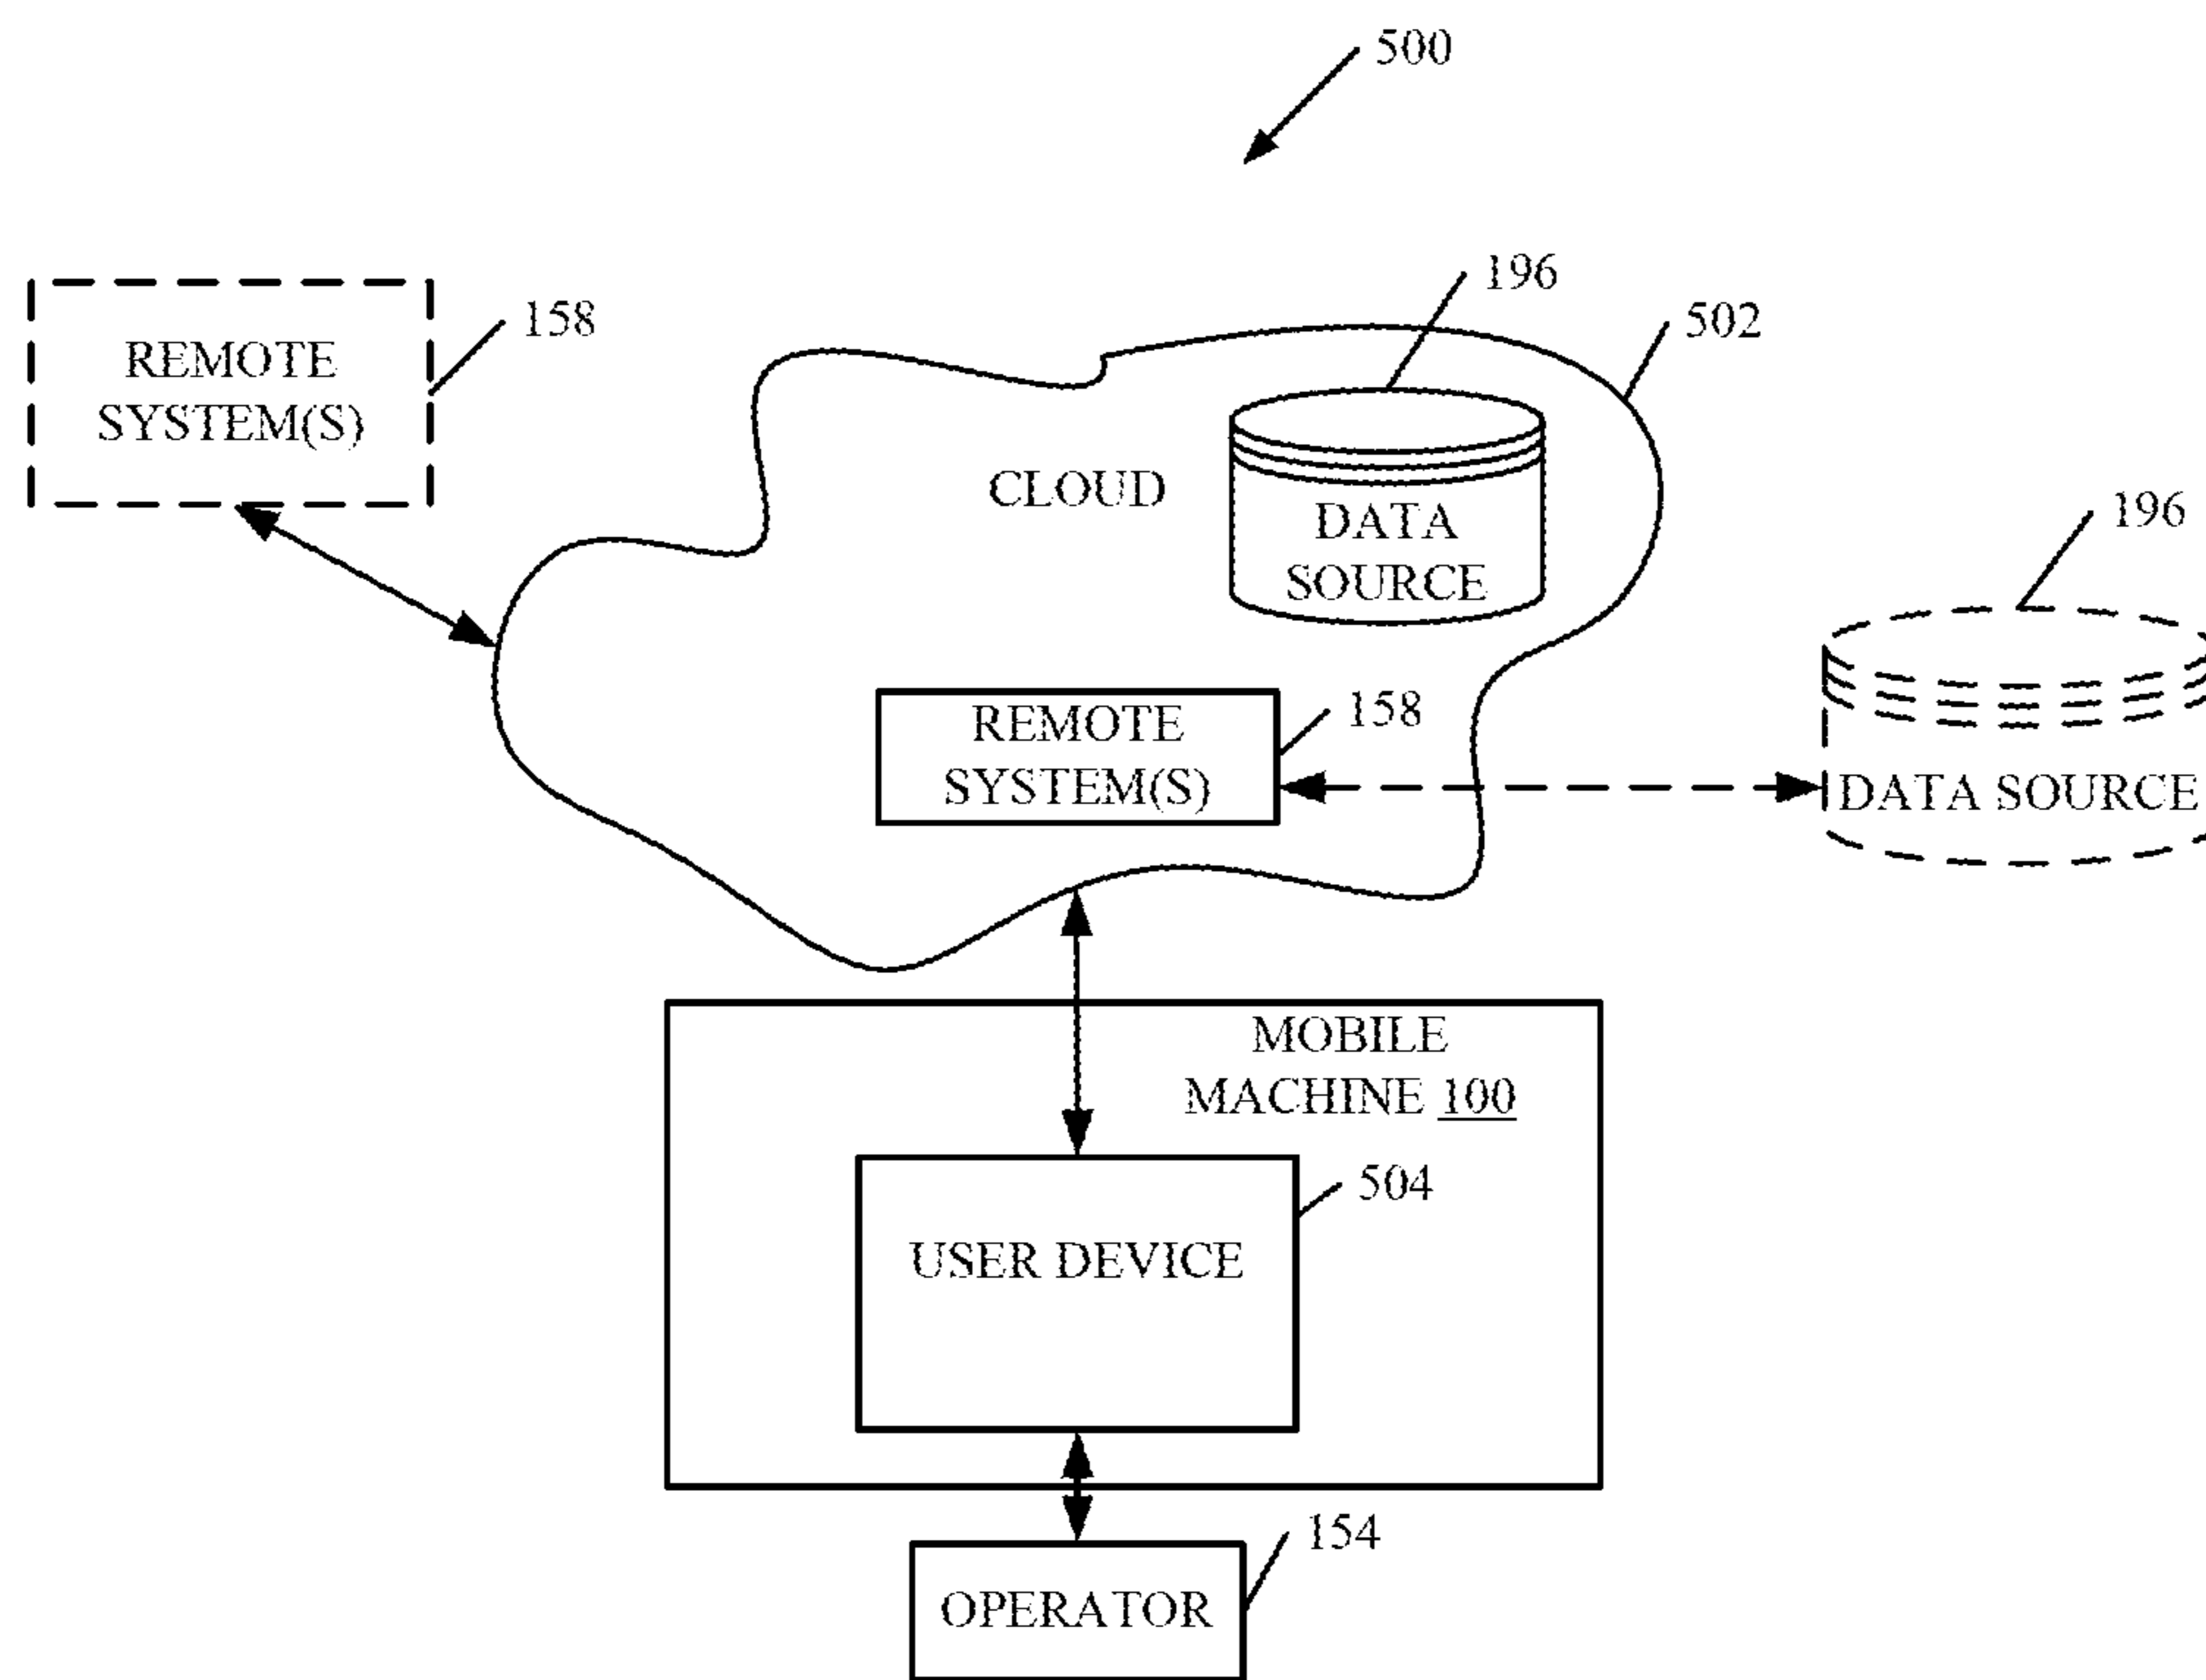 500
196
502
REMOTE
SYSTEM(S)
158
CLOUD
DATA
SOURCE
196
REMOTE
SYSTEM(S)
158
DATA SOURCE
MOBILE
MACHINE 100
504
USER DEVICE
154
OPERATOR